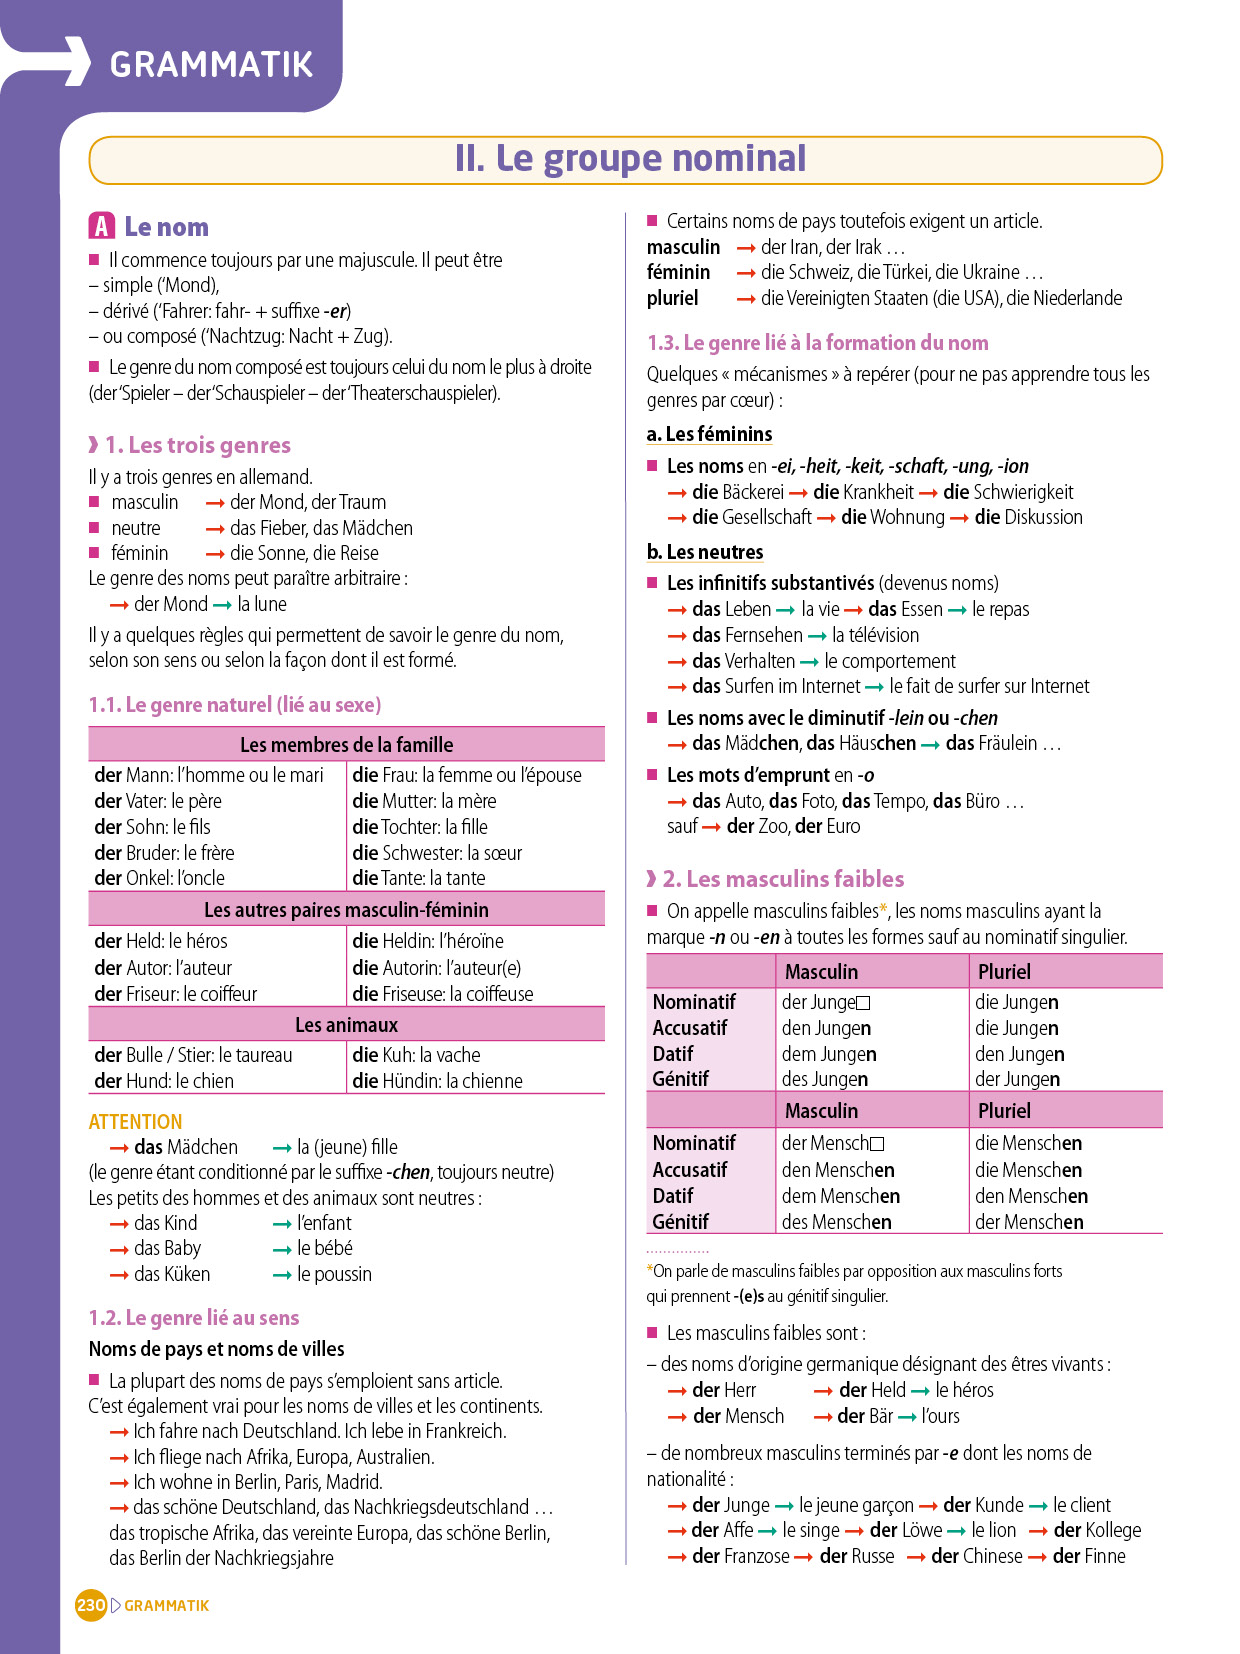 GRAMMATIK
II. Le groupe nominal
A Le nom
Il commence toujours par une majuscule. Il peut être
– simple (‘Mond),
– dérivé (‘Fahrer: fahr- + suffixe -er)
– ou composé (‘Nachtzug: Nacht + Zug).
Le genre du nom composé est toujours celui du nom le plus à droite
(der ‘Spieler – der ‘Schauspieler – der ‘Theaterschauspieler).
1. Les trois genres
Il y a trois genres en allemand.
masculin → der Mond, der Traum
neutre → das Fieber, das Mädchen
féminin → die Sonne, die Reise
Le genre des noms peut paraître arbitraire :
→ der Mond → la lune
Il y a quelques règles qui permettent de savoir le genre du nom,
selon son sens ou selon la façon dont il est formé.
1.1. Le genre naturel (lié au sexe)
Les membres de la famille
der Mann: l’homme ou le mari die Frau: la femme ou l’épouse
der Vater: le père die Mutter: la mère
der Sohn: le fils die Tochter: la fille
der Bruder: le frère die Schwester: la sœur
der Onkel: l’oncle die Tante: la tante
Les autres paires masculin-féminin
der Held: le héros die Heldin: l’héroïne
der Autor: l’auteur die Autorin: l’auteur(e)
der Friseur: le coiffeur die Friseuse: la coiffeuse
Les animaux
der Bulle / Stier: le taureau die Kuh: la vache
der Hund: le chien die Hündin: la chienne
ATTENTION
→ das Mädchen → la (jeune) fille
(le genre étant conditionné par le suffixe -chen, toujours neutre)
Les petits des hommes et des animaux sont neutres :
→ das Kind → l’enfant
→ das Baby → le bébé
→ das Küken → le poussin
1.2. Le genre lié au sens
Noms de pays et noms de villes
La plupart des noms de pays s’emploient sans article.
C’est également vrai pour les noms de villes et les continents.
→ Ich fahre nach Deutschland. Ich lebe in Frankreich.
→ Ich fliege nach Afrika, Europa, Australien.
→ Ich wohne in Berlin, Paris, Madrid.
→ das schöne Deutschland, das Nachkriegsdeutschland …
das tropische Afrika, das vereinte Europa, das schöne Berlin,
das Berlin der Nachkriegsjahre
Certains noms de pays toutefois exigent un article.
masculin → der Iran, der Irak …
féminin → die Schweiz, die Türkei, die Ukraine …
pluriel → die Vereinigten Staaten (die USA), die Niederlande
1.3. Le genre lié à la formation du nom
Quelques « mécanismes » à repérer (pour ne pas apprendre tous les
genres par cœur) :
a. Les féminins
Les noms en -ei, -heit, -keit, -schaft, -ung, -ion
→ die Bäckerei → die Krankheit → die Schwierigkeit
→ die Gesellschaft → die Wohnung → die Diskussion
b. Les neutres
Les infinitifs substantivés (devenus noms)
→ das Leben → la vie → das Essen → le repas
→ das Fernsehen → la télévision
→ das Verhalten → le comportement
→ das Surfen im Internet → le fait de surfer sur Internet
Les noms avec le diminutif -lein ou -chen
→ das Mädchen, das Häuschen → das Fräulein …
Les mots d’emprunt en -o
→ das Auto, das Foto, das Tempo, das Büro …
sauf → der Zoo, der Euro
2. Les masculins faibles
On appelle masculins faibles*, les noms masculins ayant la
marque -n ou -en à toutes les formes sauf au nominatif singulier.
Masculin Pluriel
Nominatif der Junge□ die Jungen
Accusatif den Jungen die Jungen
Datif dem Jungen den Jungen
Génitif des Jungen der Jungen
Masculin Pluriel
Nominatif der Mensch□ die Menschen
Accusatif den Menschen die Menschen
Datif dem Menschen den Menschen
Génitif des Menschen der Menschen
*On parle de masculins faibles par opposition aux masculins forts
qui prennent -(e)s au génitif singulier.
Les masculins faibles sont :
– des noms d’origine germanique désignant des êtres vivants :
→ der Herr → der Held → le héros
→ der Mensch → der Bär → l’ours
– de nombreux masculins terminés par -e dont les noms de
nationalité :
→ der Junge → le jeune garçon → der Kunde → le client
→ der Affe → le singe → der Löwe → le lion → der Kollege
→ der Franzose → der Russe → der Chinese → der Finne
230 GRAMMATIK